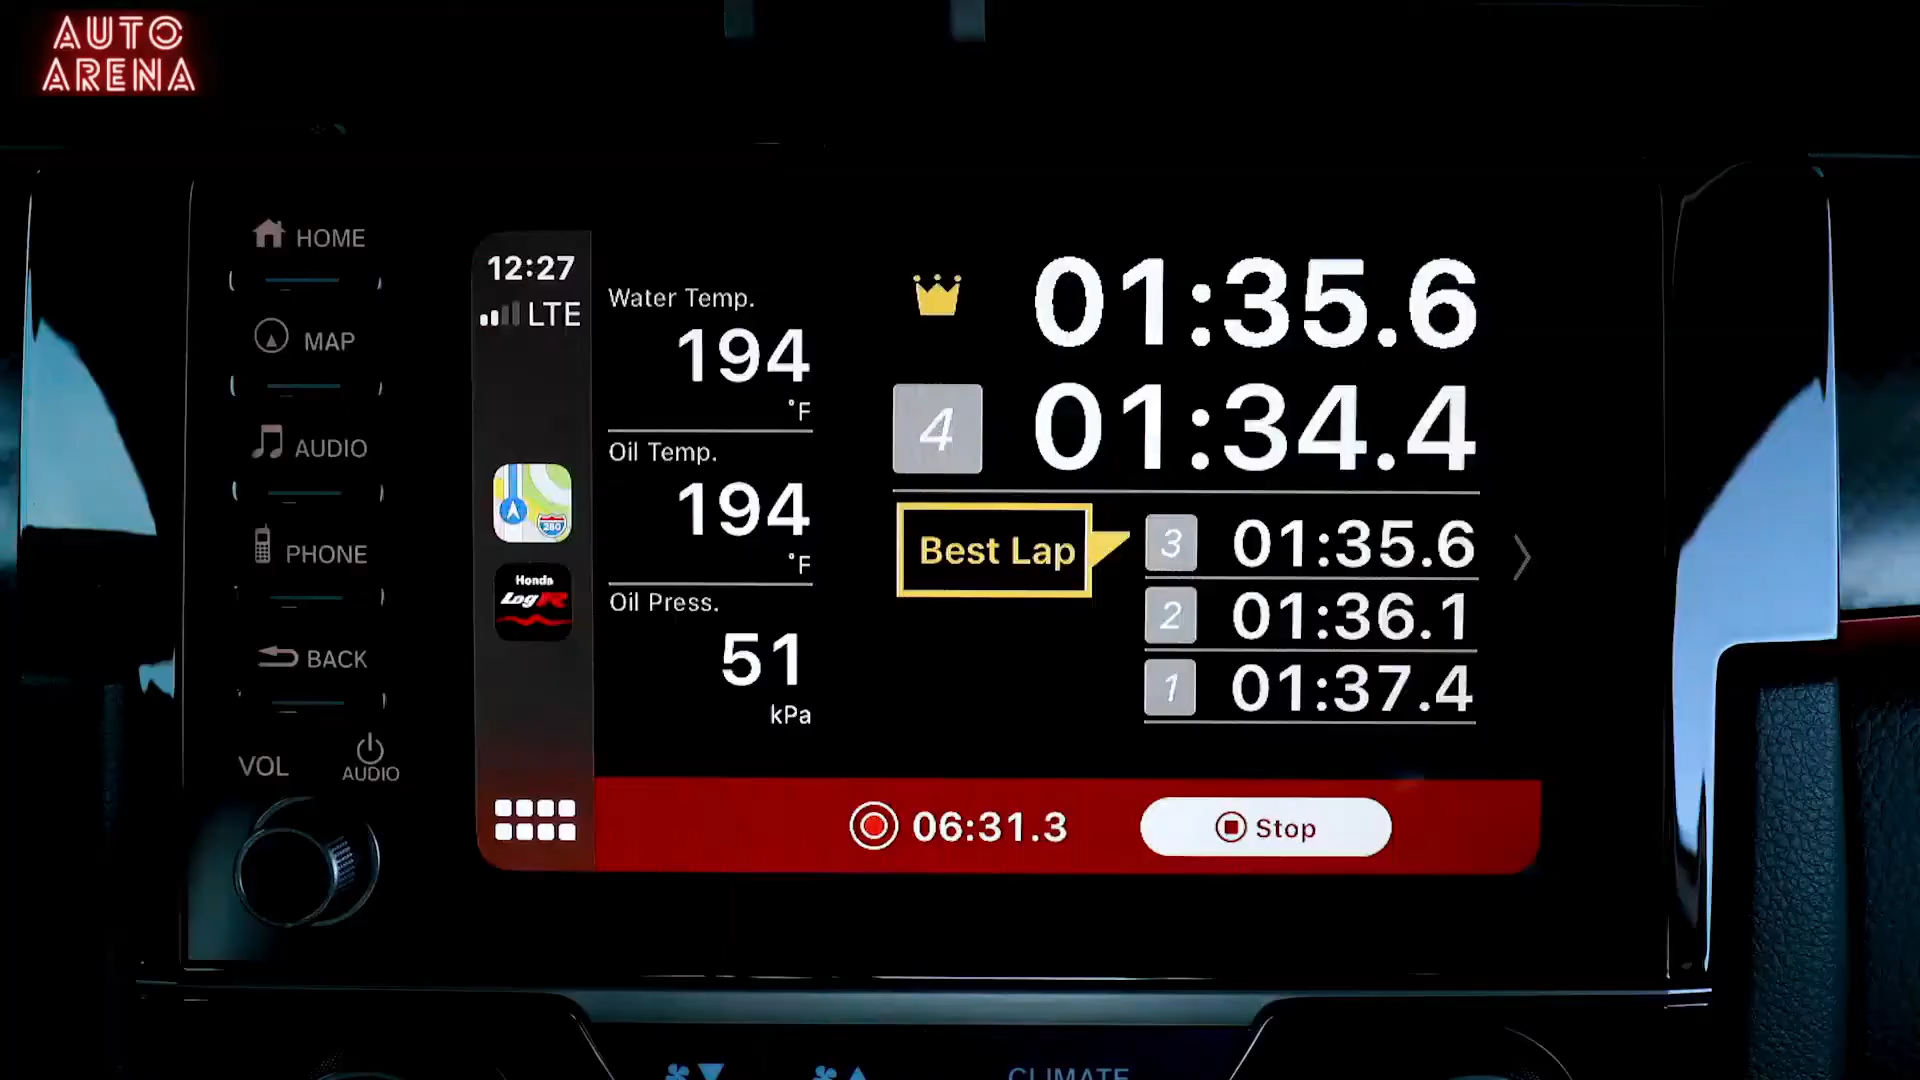 AUTO
ARENA
HOME
MAP
AUDIO
PHONE
BACK
VOL
AUDIO
12:27
LTE
280
Honda
LogR
Water Temp.
194
°F
Oil Temp.
194
°F
Oil Press.
51
kPa
01:35.6
4 01:34.4
Best Lap
3 01:35.6
2 01:36.1
1 01:37.4
06:31.3
Stop
CLIMATE